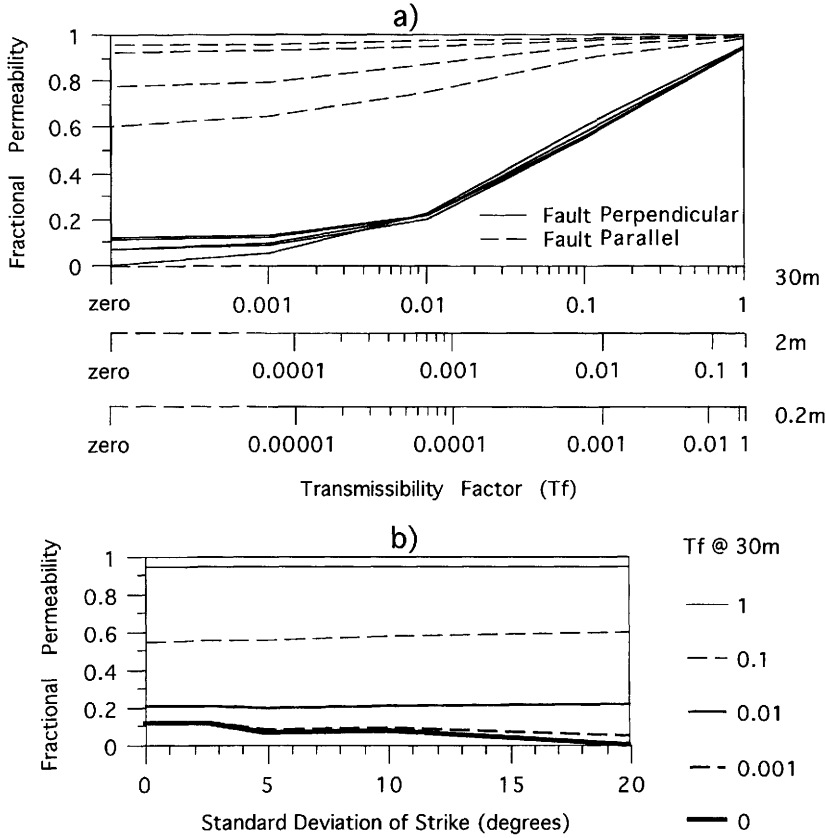 a)
Fractional Permeability
1
0.8
0.6
0.4
0.2
0
Fault Perpendicular
Fault Parallel
zero 0.001 0.01 0.1 1
30m
zero 0.0001 0.001 0.01 0.1 1
2m
zero 0.00001 0.0001 0.001 0.01 1
0.2m
Transmissibility Factor (Tf)
b)
Fractional Permeability
1
0.8
0.6
0.4
0.2
0
0 5 10 15 20
Standard Deviation of Strike (degrees)
Tf @ 30m
1
0.1
0.01
0.001
0